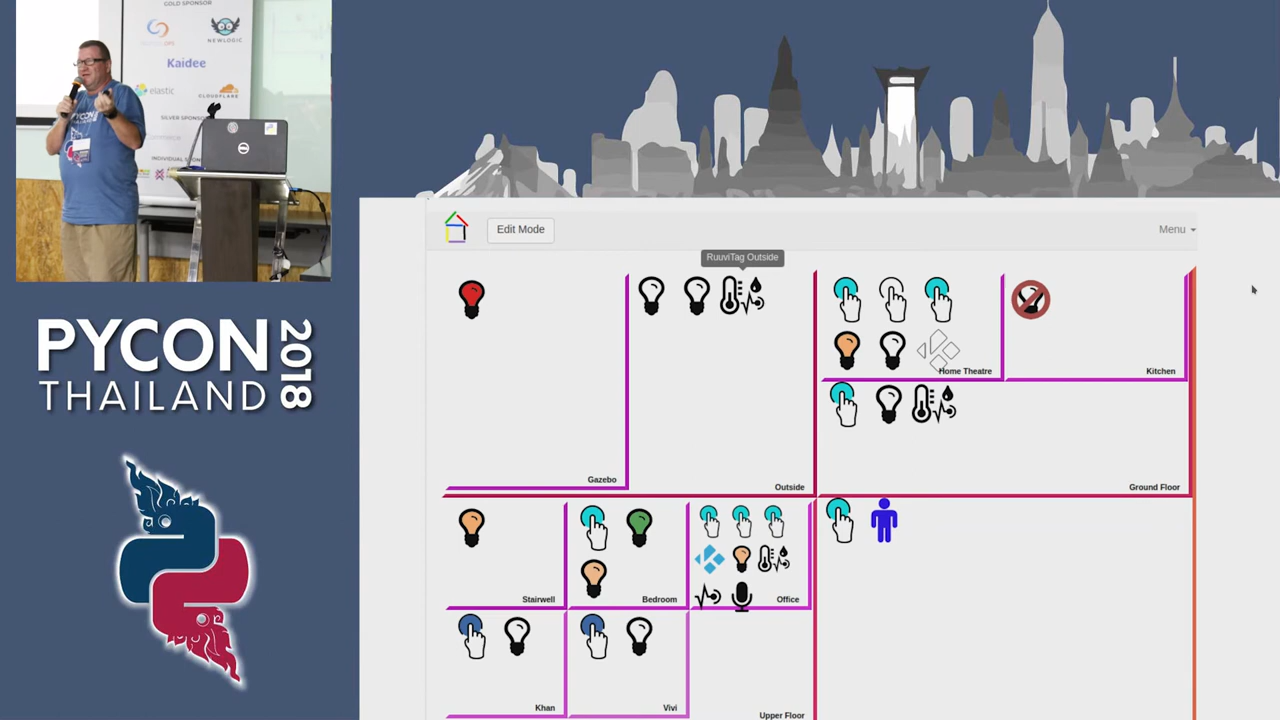 GOLD SPONSOR
NEWLOGIC
Kaidee
elastic
CLOUDFLARE
SILVER SPONSOR
PYCON
PYCON
THAILAND
2018
Edit Mode
Menu
RuuviTag Outside
Home Theatre
Kitchen
Gazebo
Outside
Ground Floor
Stairwell
Bedroom
Office
Khan
Vivi
Upper Floor